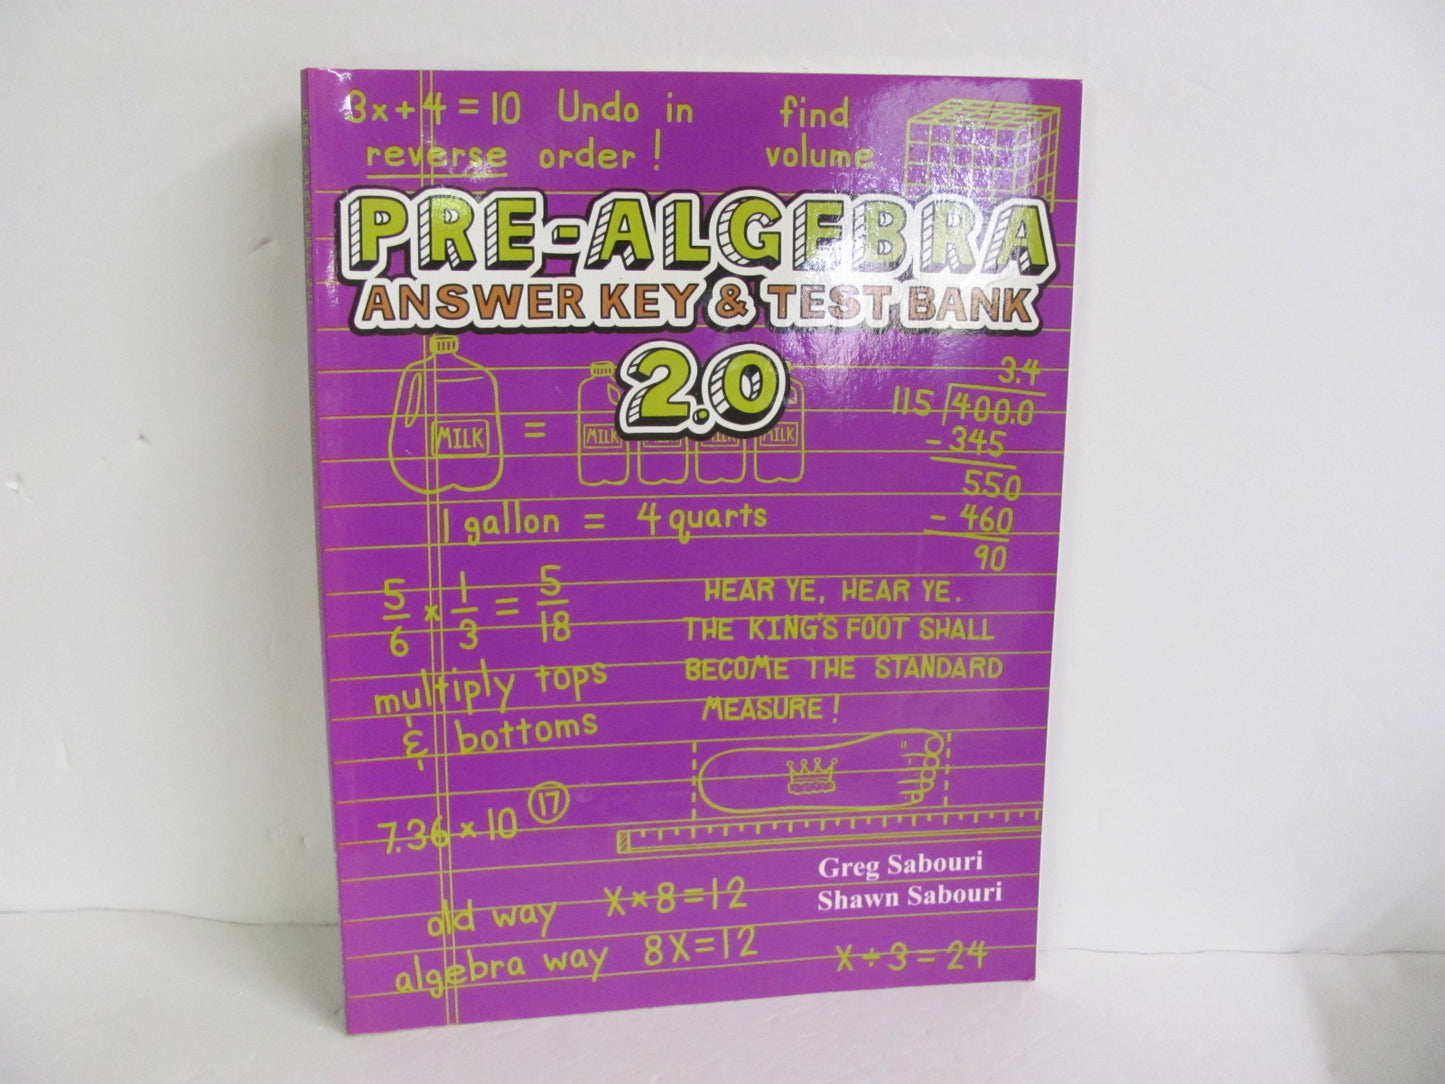 3x + 4 = 10 Undo in
reverse order!
find
volume
PRE-ALGEBRA
ANSWER KEY & TEST BANK
2.0
MILK = MILK MILK MILK MILK
1 gallon = 4 quarts
3.4
115 400.0
- 345
550
- 460
90
5/6 × 1/3 = 5/18
multiply tops
& bottoms
HEAR YE, HEAR YE.
THE KING'S FOOT SHALL
BECOME THE STANDARD
MEASURE!
7.36 × 10 17
Greg Sabouri
Shawn Sabouri
old way X × 8 = 12
algebra way 8X = 12
X ÷ 3 = 24